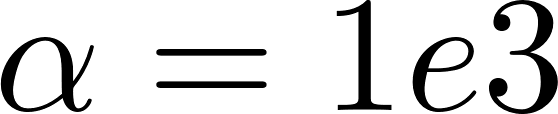 α = 1e3